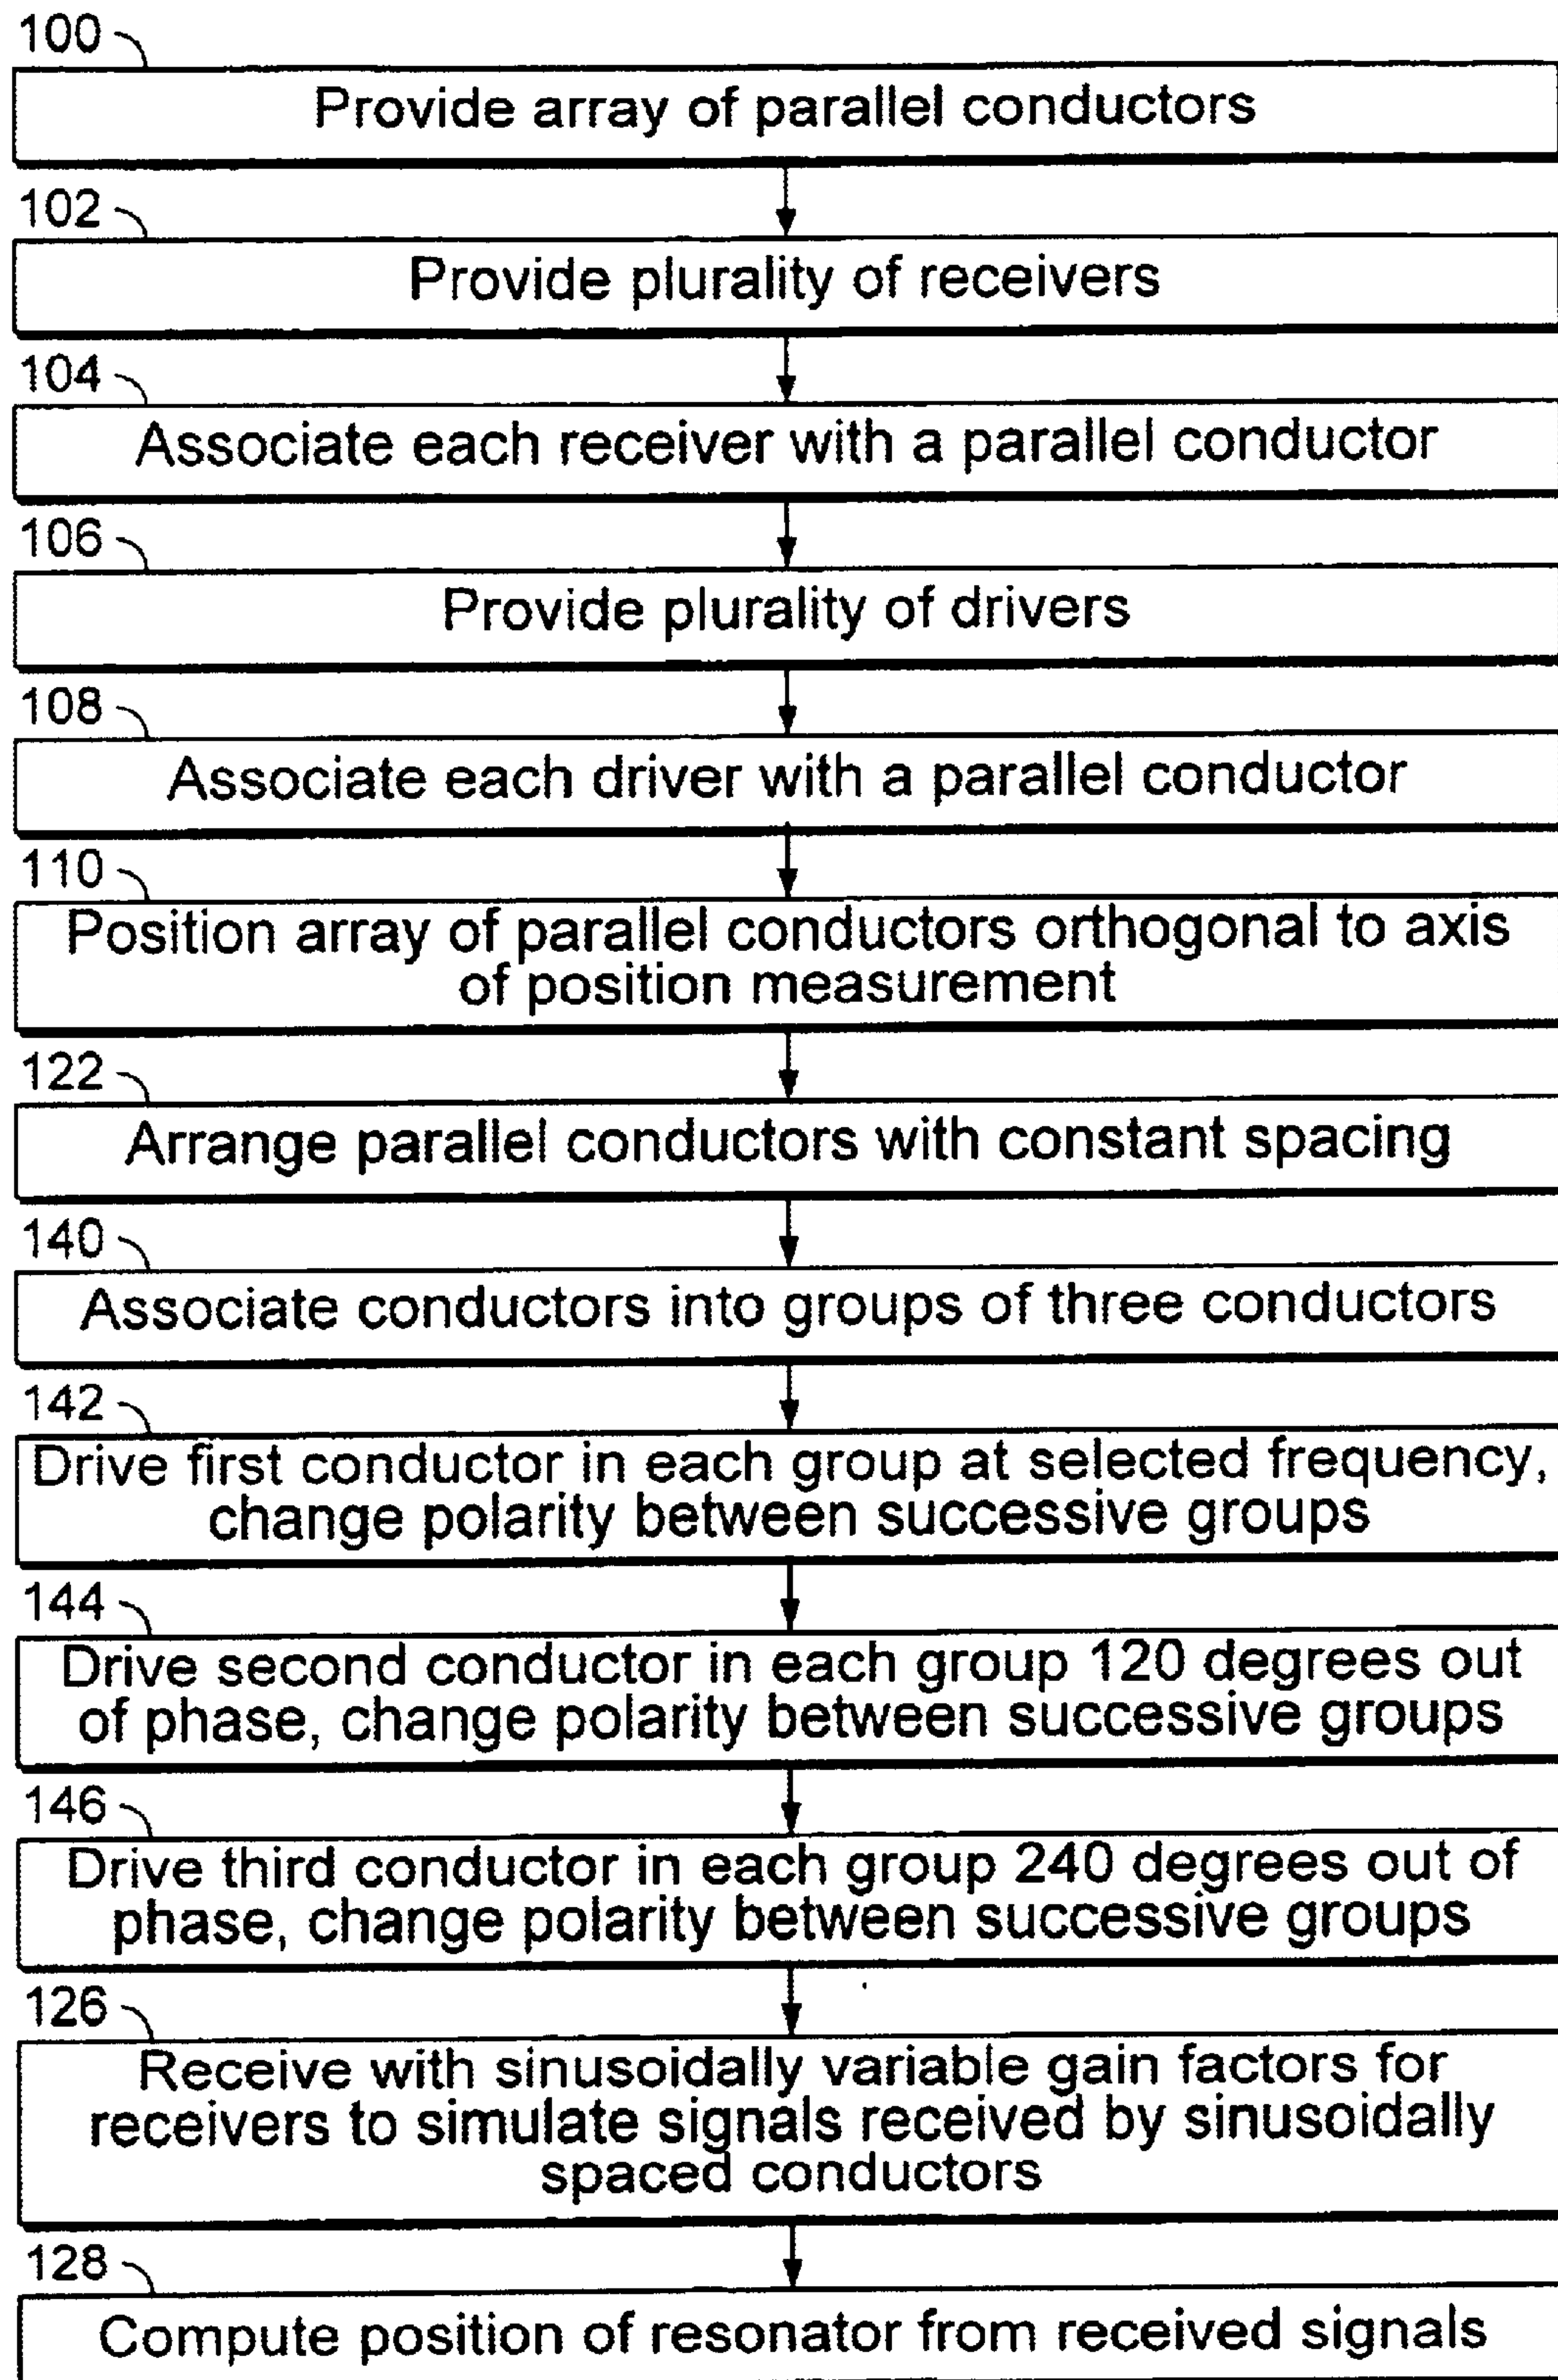 100
Provide array of parallel conductors
102
Provide plurality of receivers
104
Associate each receiver with a parallel conductor
106
Provide plurality of drivers
108
Associate each driver with a parallel conductor
110
Position array of parallel conductors orthogonal to axis
of position measurement
122
Arrange parallel conductors with constant spacing
140
Associate conductors into groups of three conductors
142
Drive first conductor in each group at selected frequency,
change polarity between successive groups
144
Drive second conductor in each group 120 degrees out
of phase, change polarity between successive groups
146
Drive third conductor in each group 240 degrees out of
phase, change polarity between successive groups
126
Receive with sinusoidally variable gain factors for
receivers to simulate signals received by sinusoidally
spaced conductors
128
Compute position of resonator from received signals